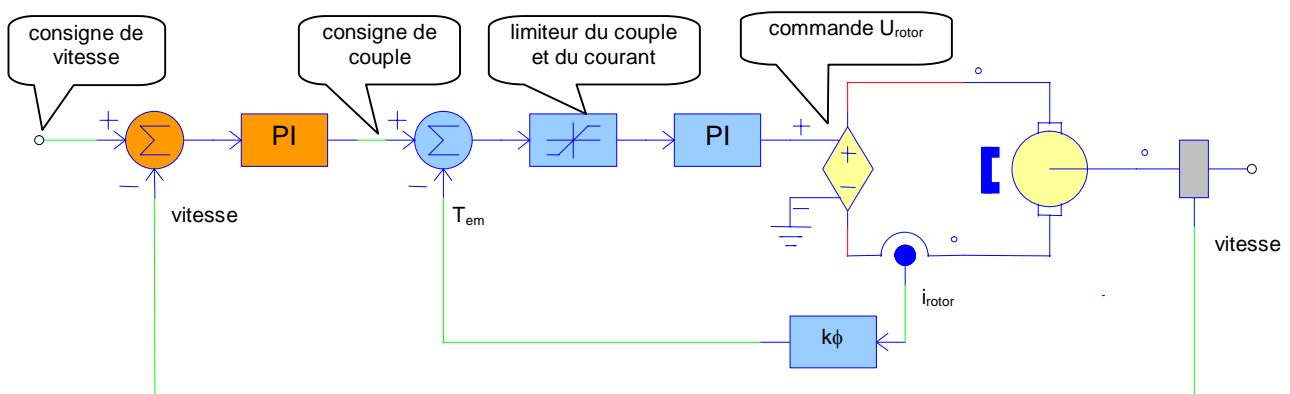 consigne de
vitesse
consigne de
couple
limiteur du couple
et du courant
commande Urotor
+
Σ
−
PI
+
Σ
−
PI
+
+
−
−
vitesse
Tem
vitesse
irotor
kϕ